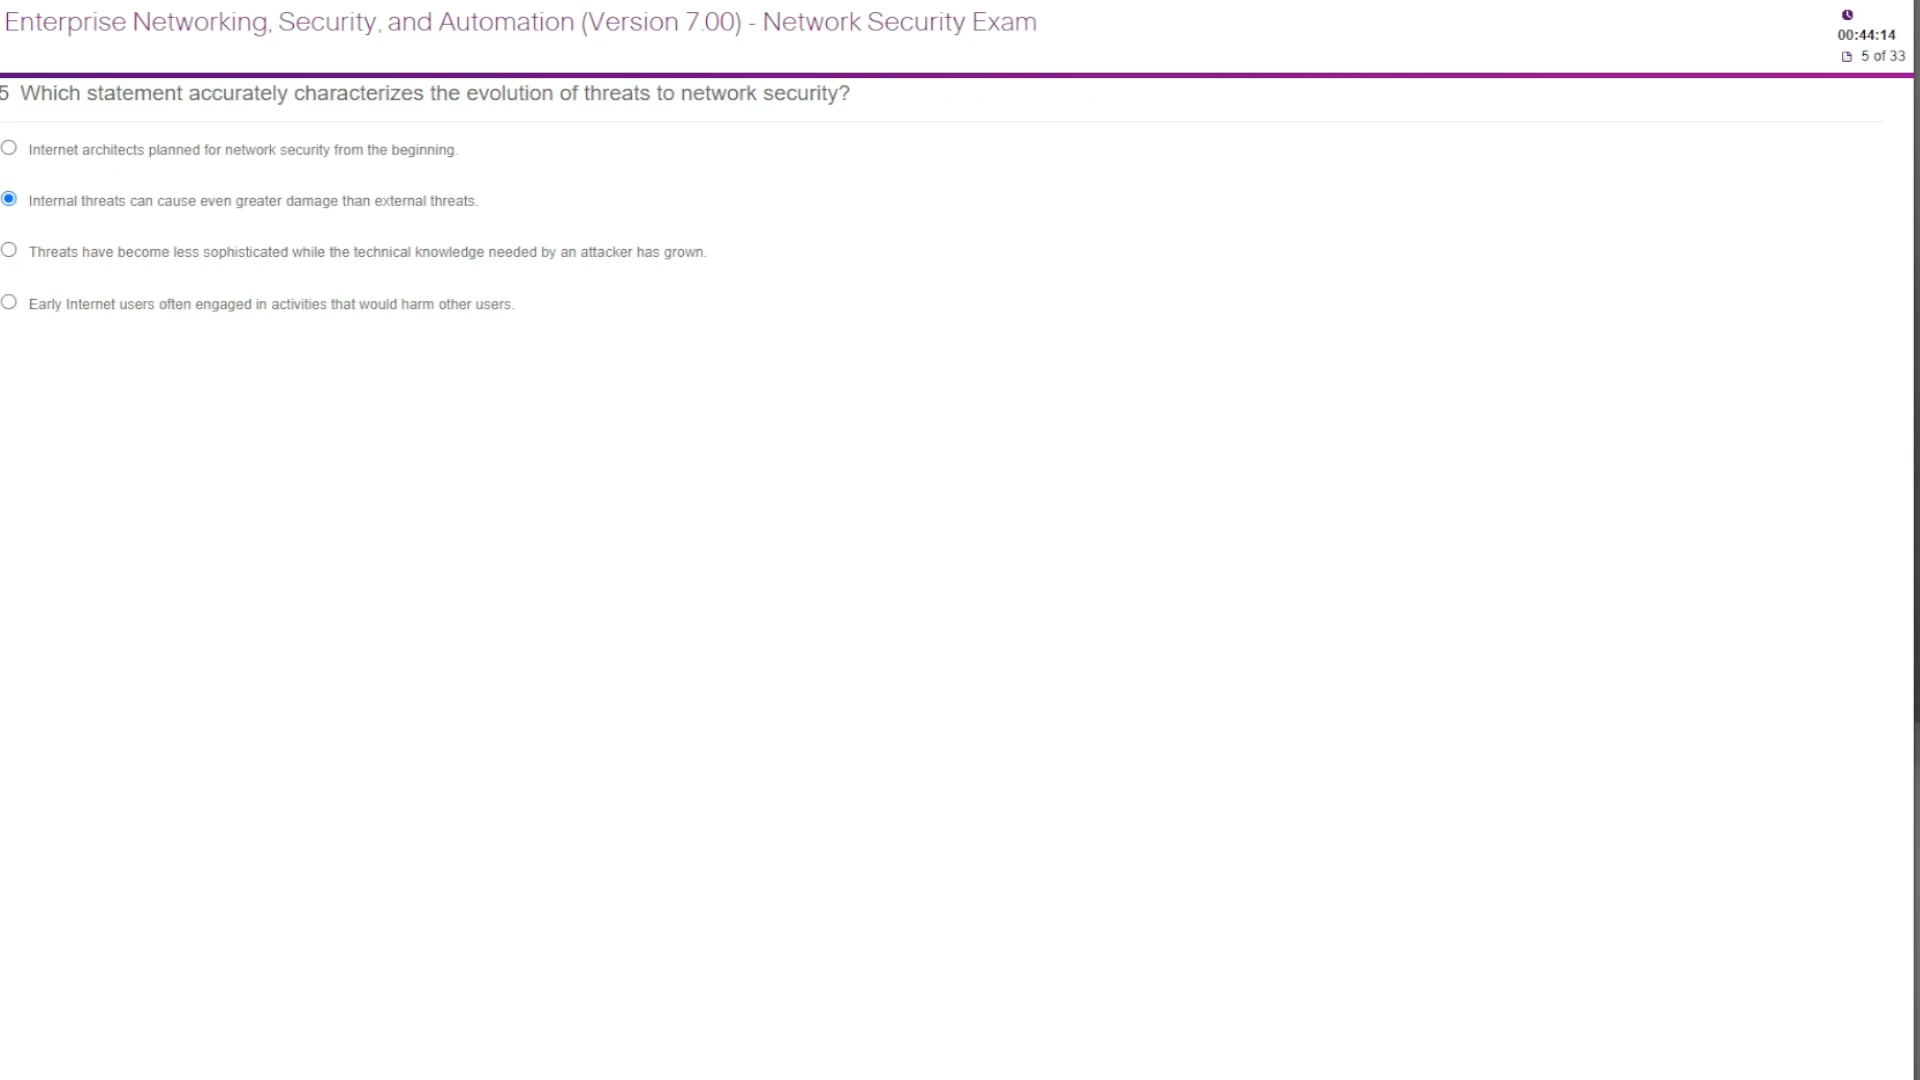 Enterprise Networking, Security, and Automation (Version 7.00) - Network Security Exam
00:44:14
5 of 33
5 Which statement accurately characterizes the evolution of threats to network security?
Internet architects planned for network security from the beginning.
Internal threats can cause even greater damage than external threats.
Threats have become less sophisticated while the technical knowledge needed by an attacker has grown.
Early Internet users often engaged in activities that would harm other users.